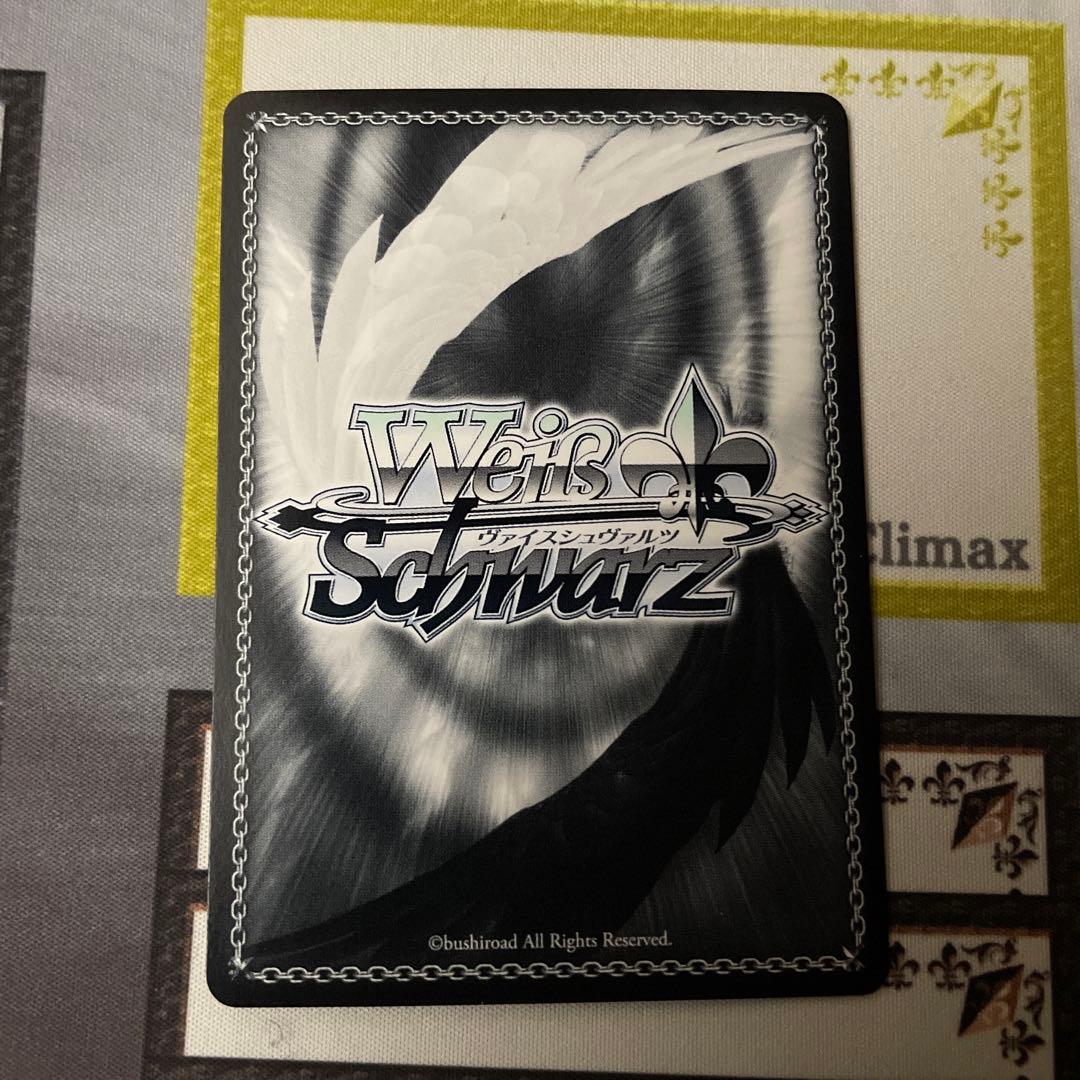 Weiß
ヴァイスシュヴァルツ
Schwarz
Climax
©bushiroad All Rights Reserved.